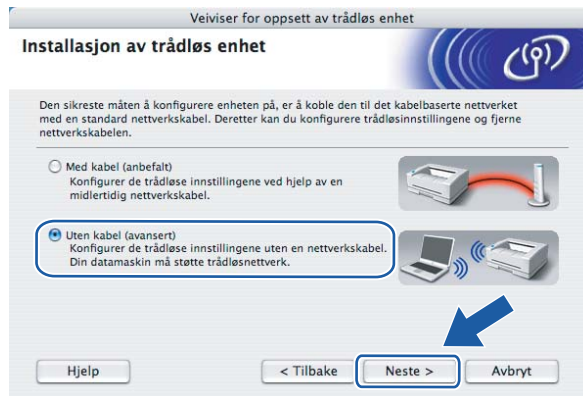 Veiviser for oppsett av trådløs enhet
Installasjon av trådløs enhet
Den sikreste måten å konfigurere enheten på, er å koble den til det kabelbaserte nettverket
med en standard nettverkskabel. Deretter kan du konfigurere trådløsinnstillingene og fjerne
nettverkskabelen.
Med kabel (anbefalt)
Konfigurer de trådløse innstillingene ved hjelp av en
midlertidig nettverkskabel.
Uten kabel (avansert)
Konfigurer de trådløse innstillingene uten en nettverkskabel.
Din datamaskin må støtte trådløsnettverk.
Hjelp
< Tilbake
Neste >
Avbryt